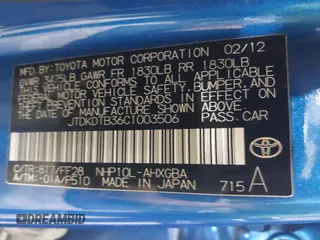 MFD. BY: TOYOTA MOTOR CORPORATION 02/12
GVWR 3475LB GAWR FR 1830LB RR 1830LB
THIS VEHICLE CONFORMS TO ALL APPLICABLE FEDERAL
MOTOR VEHICLE SAFETY, BUMPER, AND THEFT
PREVENTION STANDARDS IN EFFECT ON THE DATE OF
MANUFACTURE SHOWN ABOVE.
JTDKDTB36C1003506 PASS. CAR
C/TR: 8T7/FF28 NHP10L-AHXGBA
A/TM: -01A/P510 MADE IN JAPAN 715 A
TOYOTA